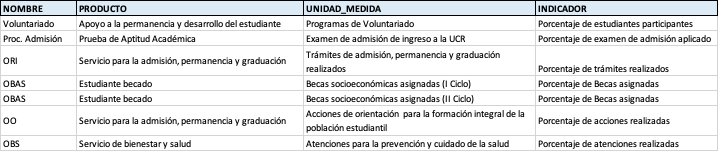 NOMBRE PRODUCTO UNIDAD_MEDIDA INDICADOR
Voluntariado Apoyo a la permanencia y desarrollo del estudiante Programas de Voluntariado Porcentaje de estudiantes participantes
Proc. Admisión Prueba de Aptitud Académica Examen de admisión de ingreso a la UCR Porcentaje de examen de admisión aplicado
ORI Servicio para la admisión, permanencia y graduación Trámites de admisión, permanencia y graduación
realizados Porcentaje de trámites realizados
OBAS Estudiante becado Becas socioeconómicas asignadas (I Ciclo) Porcentaje de Becas asignadas
OBAS Estudiante becado Becas socioeconómicas asignadas (II Ciclo) Porcentaje de Becas asignadas
OO Servicio para la admisión, permanencia y graduación Acciones de orientación para la formación integral de la
población estudiantil Porcentaje de acciones realizadas
OBS Servicio de bienestar y salud Atenciones para la prevención y cuidado de la salud Porcentaje de atenciones realizadas